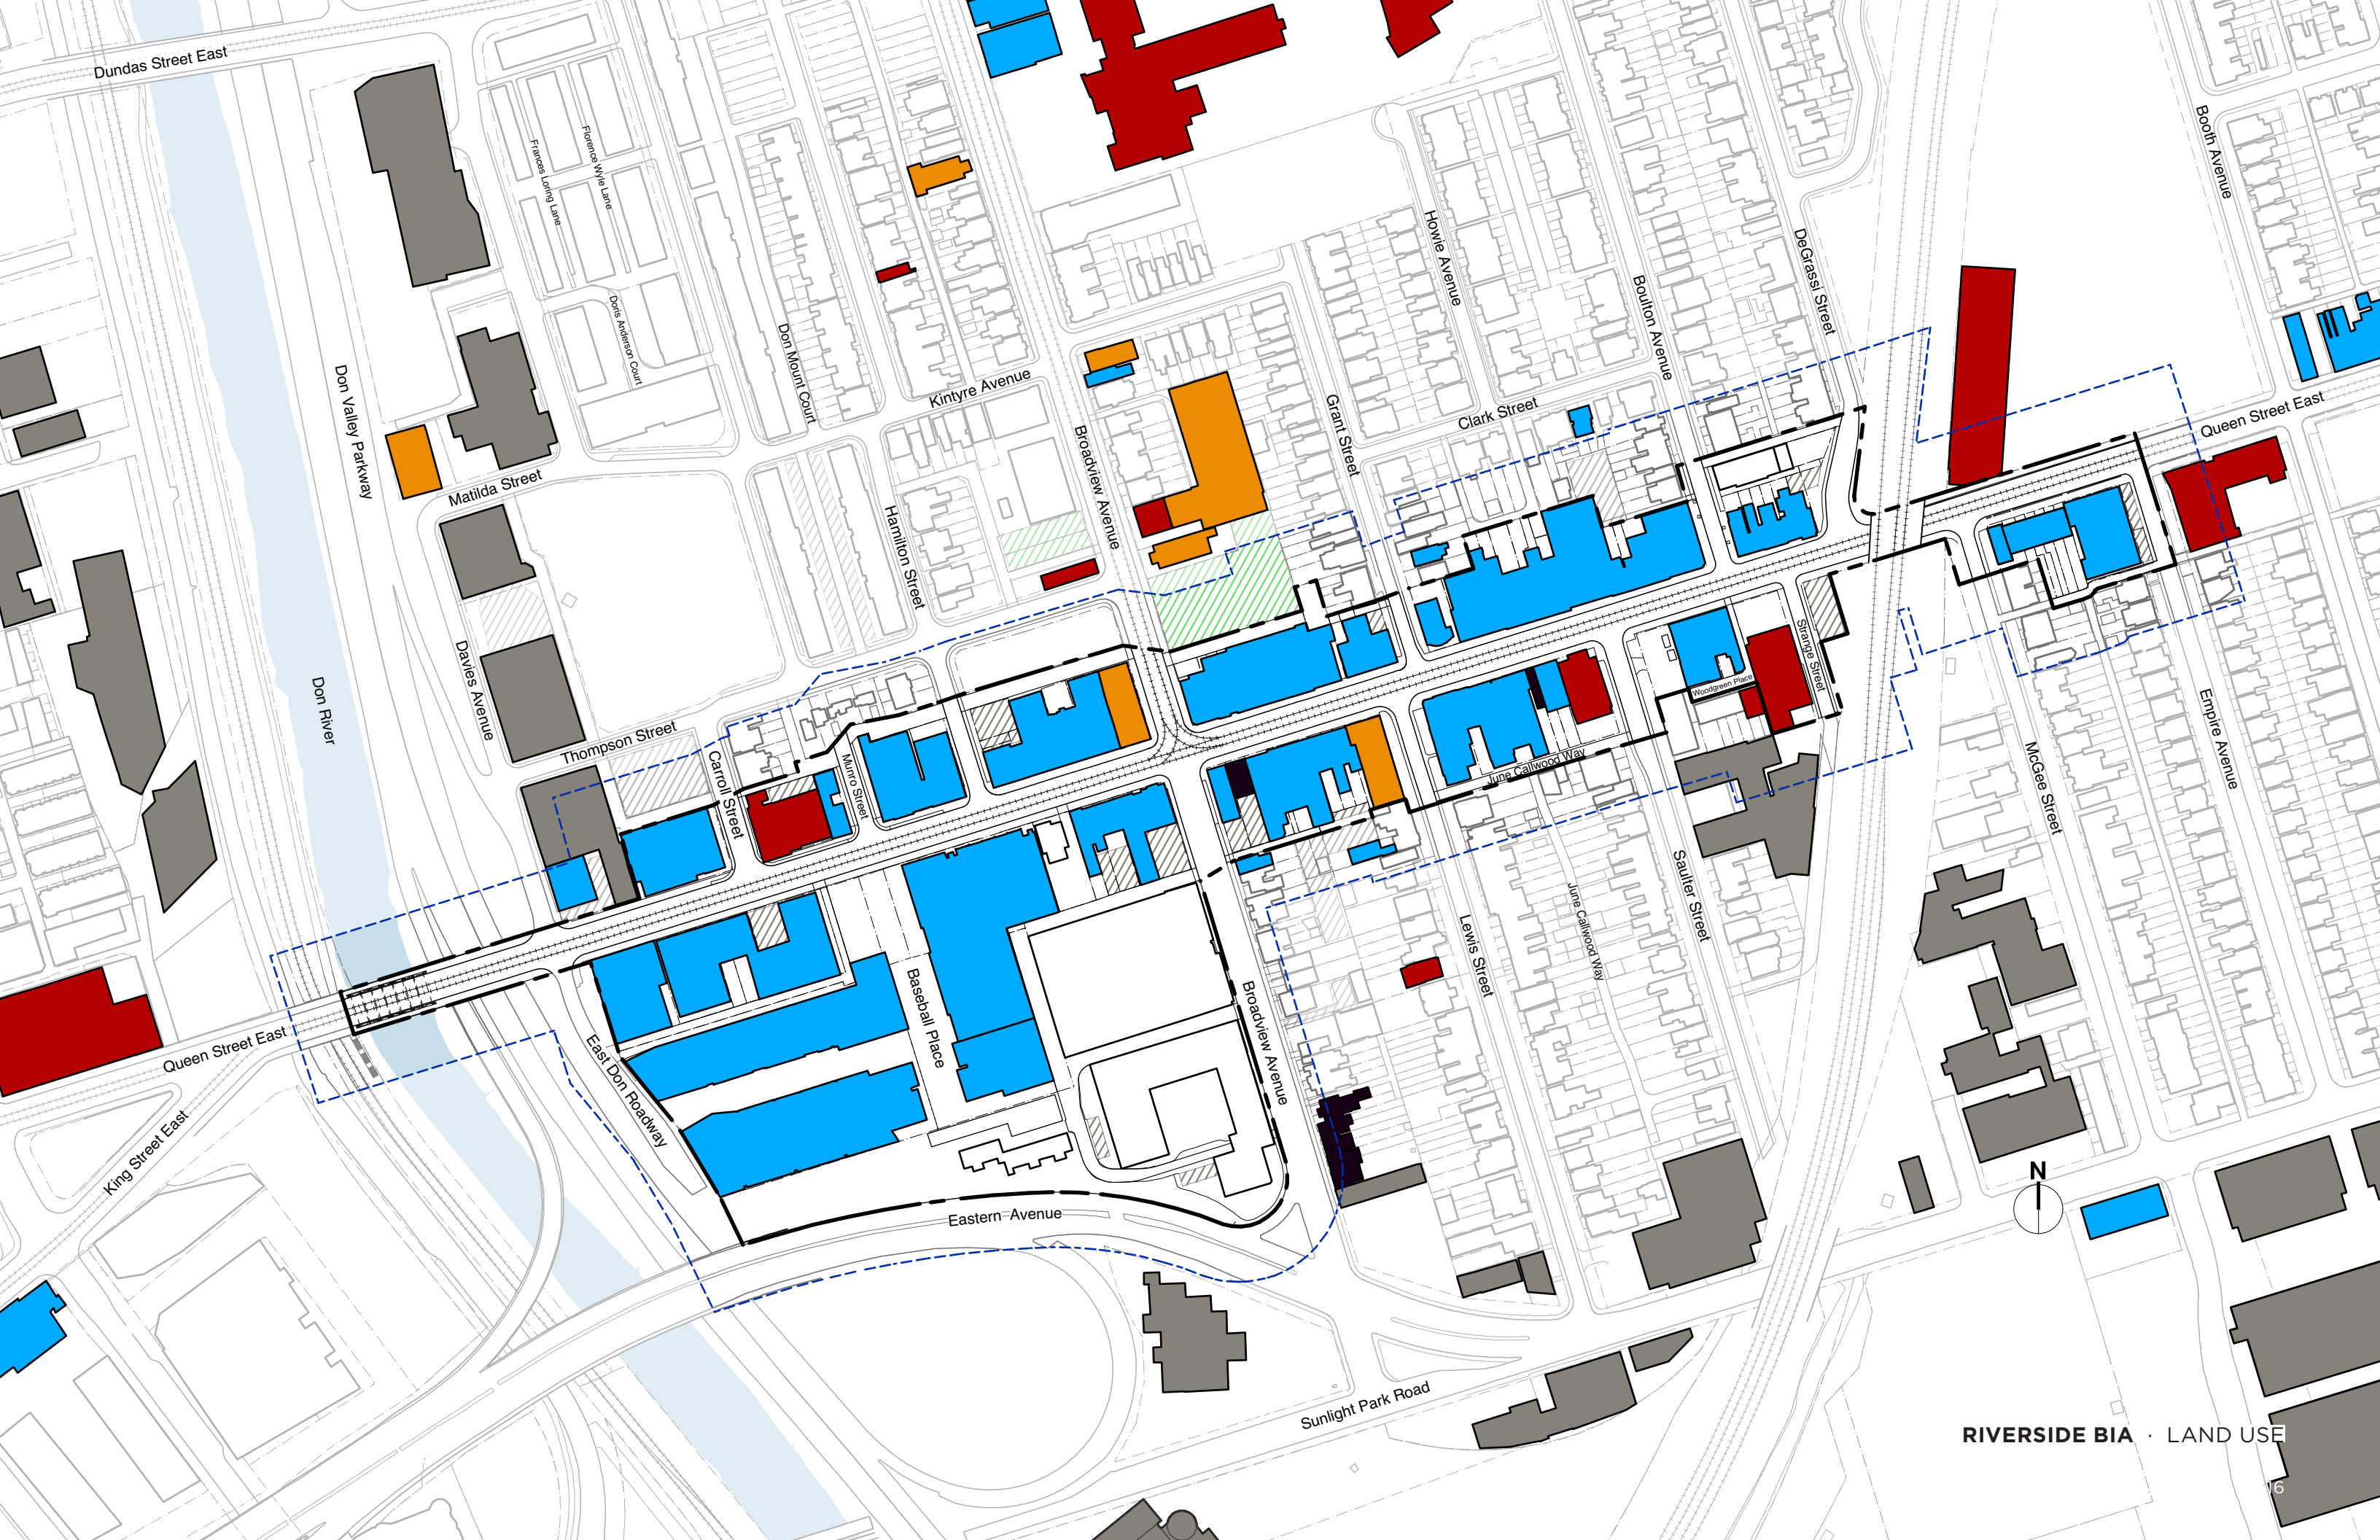 Dundas Street East
Frances Loring Lane
Florence Wyle Lane
Booth Avenue
Howie Avenue
DeGrassi Street
Boulton Avenue
Doris Anderson Court
Don Mount Court
Don Valley Parkway
Kintyre Avenue
Grant Street
Clark Street
Queen Street East
Broadview Avenue
Matilda Street
Hamilton Street
Davies Avenue
Don River
Thompson Street
Carroll Street
Munro Street
Strange Street
Woodgreen Place
June Callwood Way
Empire Avenue
McGee Street
Saulter Street
June Callwood Way
Lewis Street
Baseball Place
Broadview Avenue
Queen Street East
East Don Roadway
King Street East
Eastern Avenue
N
Sunlight Park Road
RIVERSIDE BIA · LAND USE